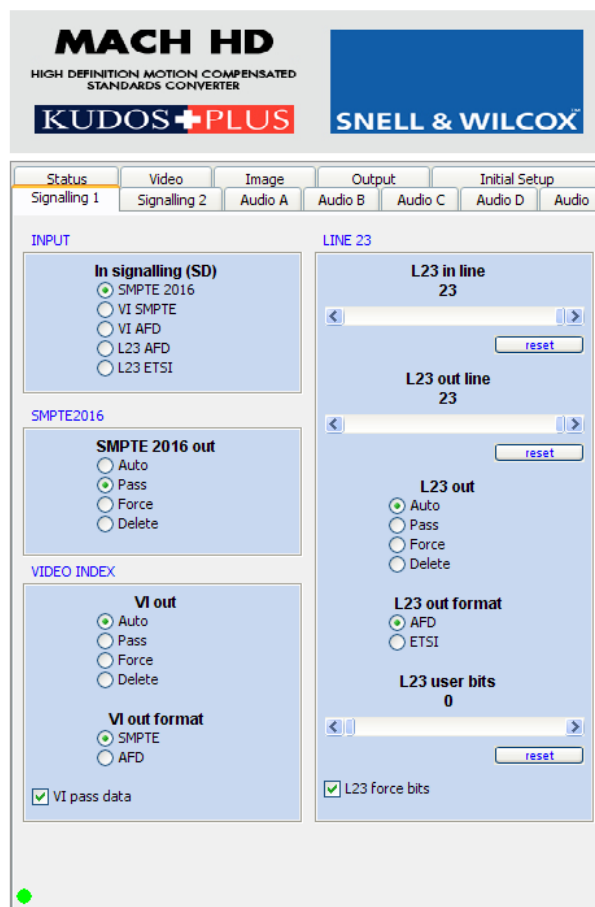 MACH HD
HIGH DEFINITION MOTION COMPENSATED
STANDARDS CONVERTER
KUDOS PLUS
SNELL & WILCOX™
Status Video Image Output Initial Setup
Signalling 1 Signalling 2 Audio A Audio B Audio C Audio D Audio
INPUT
In signalling (SD)
SMPTE 2016
VI SMPTE
VI AFD
L23 AFD
L23 ETSI
SMPTE2016
SMPTE 2016 out
Auto
Pass
Force
Delete
VIDEO INDEX
VI out
Auto
Pass
Force
Delete
VI out format
SMPTE
AFD
VI pass data
LINE 23
L23 in line
23
reset
L23 out line
23
reset
L23 out
Auto
Pass
Force
Delete
L23 out format
AFD
ETSI
L23 user bits
0
reset
L23 force bits